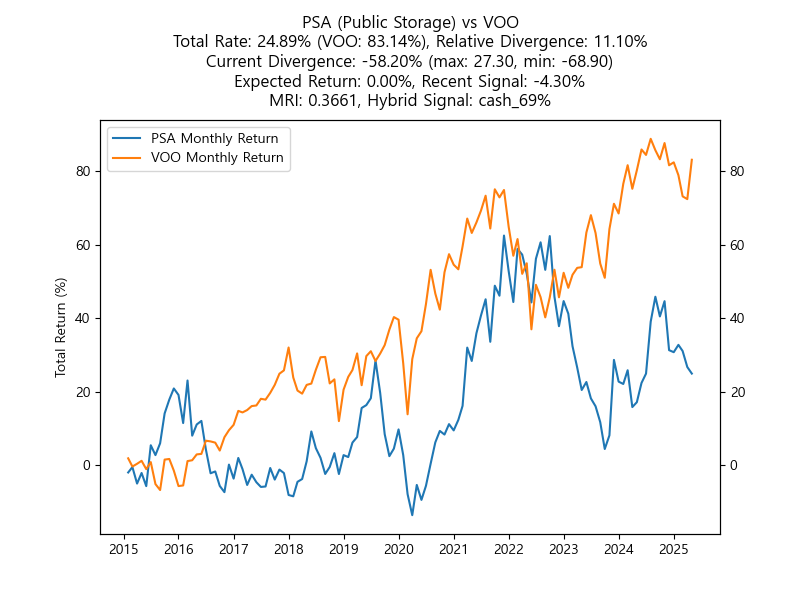 PSA (Public Storage) vs VOO
Total Rate: 24.89% (VOO: 83.14%), Relative Divergence: 11.10%
Current Divergence: -58.20% (max: 27.30, min: -68.90)
Expected Return: 0.00%, Recent Signal: -4.30%
MRI: 0.3661, Hybrid Signal: cash_69%
PSA Monthly Return
VOO Monthly Return
80
60
40
20
0
80
60
40
20
0
Total Return (%)
2015 2016 2017 2018 2019 2020 2021 2022 2023 2024 2025